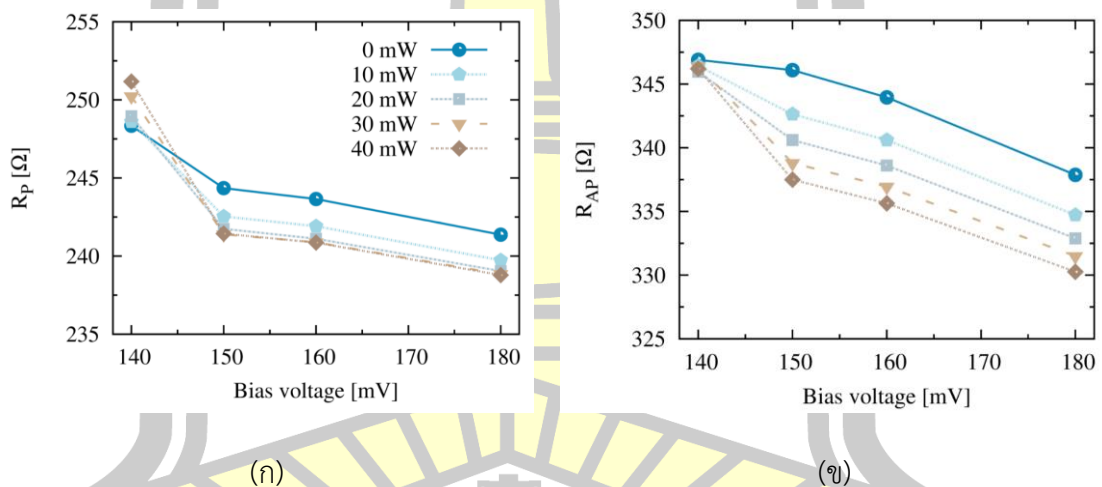 255
250
245
240
235
R_P [Ω]
140 150 160 170 180
Bias voltage [mV]
0 mW
10 mW
20 mW
30 mW
40 mW
(ก)
350
345
340
335
330
325
R_AP [Ω]
140 150 160 170 180
Bias voltage [mV]
(ข)